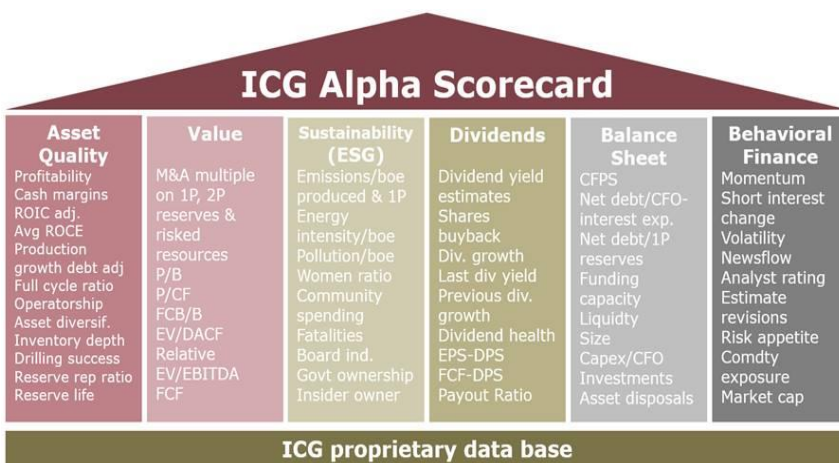 ICG Alpha Scorecard
Asset
Quality
Profitability
Cash margins
ROIC adj.
Avg ROCE
Production
growth debt adj
Full cycle ratio
Operatorship
Asset diversif.
Inventory depth
Drilling success
Reserve rep ratio
Reserve life
Value
M&A multiple
on 1P, 2P
reserves &
risked
resources
P/B
P/CF
FCB/B
EV/DACF
Relative
EV/EBITDA
FCF
Sustainability
(ESG)
Emissions/boe
produced & 1P
Energy
intensity/boe
Pollution/boe
Women ratio
Community
spending
Fatalities
Board ind.
Govt ownership
Insider owner
Dividends
Dividend yield
estimates
Shares
buyback
Div. growth
Last div yield
Previous div.
growth
Dividend health
EPS-DPS
FCF-DPS
Payout Ratio
Balance
Sheet
CFPS
Net debt/CFO-
interest exp.
Net debt/1P
reserves
Funding
capacity
Liquidty
Size
Capex/CFO
Investments
Asset disposals
Behavioral
Finance
Momentum
Short interest
change
Volatility
Newsflow
Analyst rating
Estimate
revisions
Risk appetite
Comdty
exposure
Market cap
ICG proprietary data base